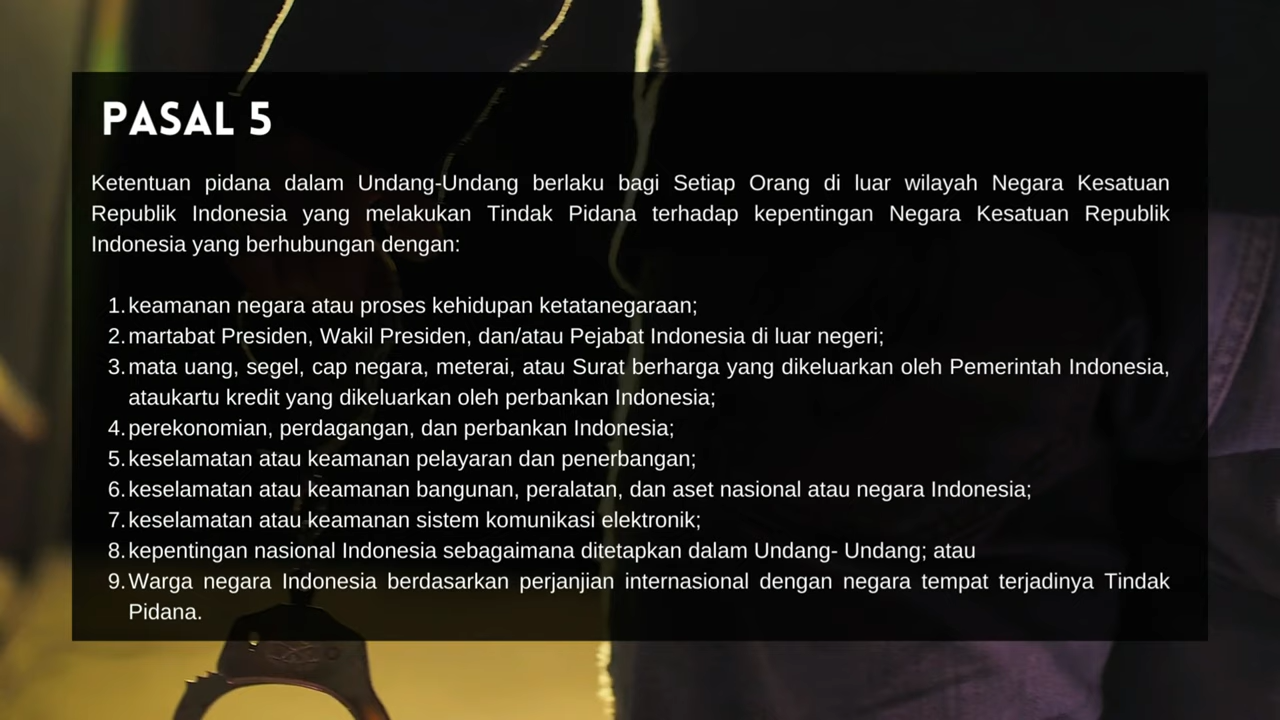 PASAL 5
Ketentuan pidana dalam Undang-Undang berlaku bagi Setiap Orang di luar wilayah Negara Kesatuan
Republik Indonesia yang melakukan Tindak Pidana terhadap kepentingan Negara Kesatuan Republik
Indonesia yang berhubungan dengan:
1. keamanan negara atau proses kehidupan ketatanegaraan;
2. martabat Presiden, Wakil Presiden, dan/atau Pejabat Indonesia di luar negeri;
3. mata uang, segel, cap negara, meterai, atau Surat berharga yang dikeluarkan oleh Pemerintah Indonesia,
ataukartu kredit yang dikeluarkan oleh perbankan Indonesia;
4. perekonomian, perdagangan, dan perbankan Indonesia;
5. keselamatan atau keamanan pelayaran dan penerbangan;
6. keselamatan atau keamanan bangunan, peralatan, dan aset nasional atau negara Indonesia;
7. keselamatan atau keamanan sistem komunikasi elektronik;
8. kepentingan nasional Indonesia sebagaimana ditetapkan dalam Undang- Undang; atau
9. Warga negara Indonesia berdasarkan perjanjian internasional dengan negara tempat terjadinya Tindak
Pidana.